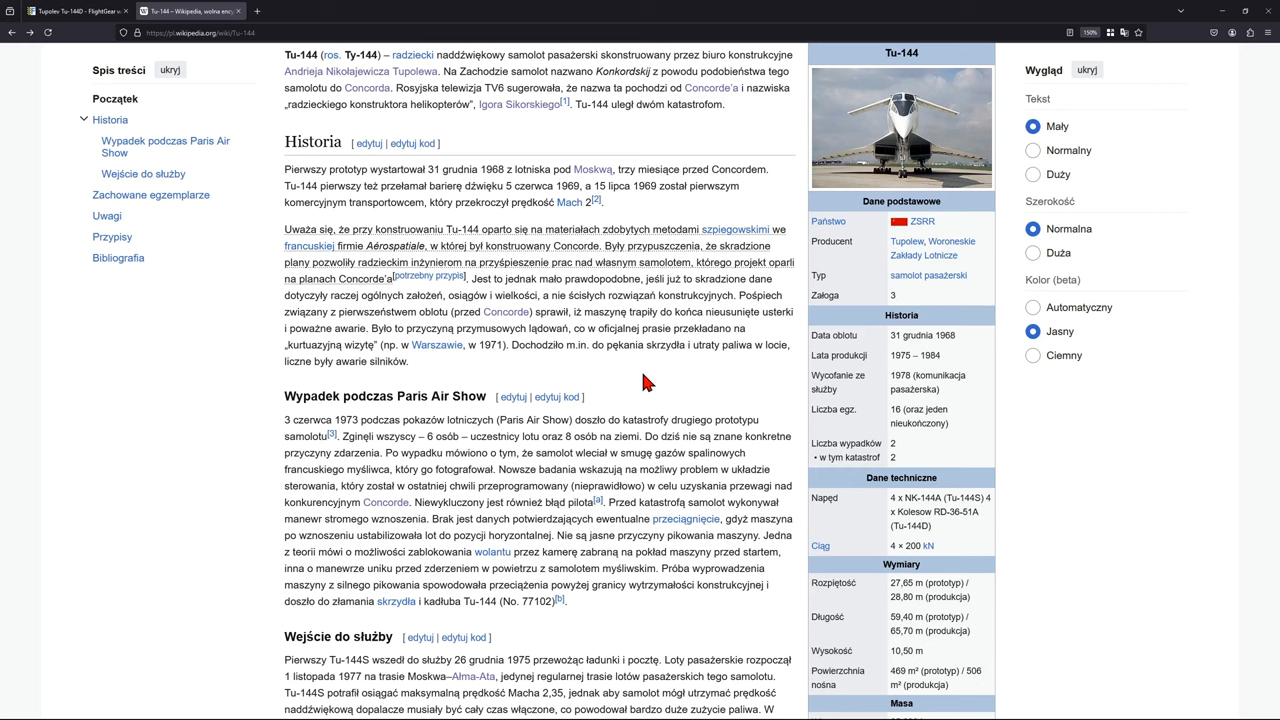 Tupolev Tu-144D - FlightGear w
Tu-144 – Wikipedia, wolna ency
https://pl.wikipedia.org/wiki/Tu-144
150%
Spis treści ukryj
Początek
Historia
Wypadek podczas Paris Air
Show
Wejście do służby
Zachowane egzemplarze
Uwagi
Przypisy
Bibliografia
Tu-144 (ros. Ту-144) – radziecki naddźwiękowy samolot pasażerski skonstruowany przez biuro konstrukcyjne
Andrieja Nikołajewicza Tupolewa. Na Zachodzie samolot nazwano Konkordskij z powodu podobieństwa tego
samolotu do Concorda. Rosyjska telewizja TV6 sugerowała, że nazwa ta pochodzi od Concorde'a i nazwiska
„radzieckiego konstruktora helikopterów", Igora Sikorskiego[1]. Tu-144 uległ dwóm katastrofom.
Historia [ edytuj | edytuj kod ]
Pierwszy prototyp wystartował 31 grudnia 1968 z lotniska pod Moskwą, trzy miesiące przed Concordem.
Tu-144 pierwszy też przełamał barierę dźwięku 5 czerwca 1969, a 15 lipca 1969 został pierwszym
komercyjnym transportowcem, który przekroczył prędkość Mach 2[2].
Uważa się, że przy konstruowaniu Tu-144 oparto się na materiałach zdobytych metodami szpiegowskimi we
francuskiej firmie Aérospatiale, w której był konstruowany Concorde. Były przypuszczenia, że skradzione
plany pozwoliły radzieckim inżynierom na przyśpieszenie prac nad własnym samolotem, którego projekt oparli
na planach Concorde'a[potrzebny przypis]. Jest to jednak mało prawdopodobne, jeśli już to skradzione dane
dotyczyły raczej ogólnych założeń, osiągów i wielkości, a nie ścisłych rozwiązań konstrukcyjnych. Pośpiech
związany z pierwszeństwem oblotu (przed Concorde) sprawił, iż maszynę trapiły do końca nieusunięte usterki
i poważne awarie. Było to przyczyną przymusowych lądowań, co w oficjalnej prasie przekładano na
„kurtuazyjną wizytę" (np. w Warszawie, w 1971). Dochodziło m.in. do pękania skrzydła i utraty paliwa w locie,
liczne były awarie silników.
Wypadek podczas Paris Air Show [ edytuj | edytuj kod ]
3 czerwca 1973 podczas pokazów lotniczych (Paris Air Show) doszło do katastrofy drugiego prototypu
samolotu[3]. Zginęli wszyscy – 6 osób – uczestnicy lotu oraz 8 osób na ziemi. Do dziś nie są znane konkretne
przyczyny zdarzenia. Po wypadku mówiono o tym, że samolot wleciał w smugę gazów spalinowych
francuskiego myśliwca, który go fotografował. Nowsze badania wskazują na możliwy problem w układzie
sterowania, który został w ostatniej chwili przeprogramowany (nieprawidłowo) w celu uzyskania przewagi nad
konkurencyjnym Concorde. Niewykluczony jest również błąd pilota[a]. Przed katastrofą samolot wykonywał
manewr stromego wznoszenia. Brak jest danych potwierdzających ewentualne przeciągnięcie, gdyż maszyna
po wznoszeniu ustabilizowała lot do pozycji horyzontalnej. Nie są jasne przyczyny pikowania maszyny. Jedna
z teorii mówi o możliwości zablokowania wolantu przez kamerę zabraną na pokład maszyny przed startem,
inna o manewrze uniku przed zderzeniem w powietrzu z samolotem myśliwskim. Próba wyprowadzenia
maszyny z silnego pikowania spowodowała przeciążenia powyżej granicy wytrzymałości konstrukcyjnej i
doszło do złamania skrzydła i kadłuba Tu-144 (No. 77102)[b].
Wejście do służby [ edytuj | edytuj kod ]
Pierwszy Tu-144S wszedł do służby 26 grudnia 1975 przewożąc ładunki i pocztę. Loty pasażerskie rozpoczął
1 listopada 1977 na trasie Moskwa–Ałma-Ata, jedynej regularnej trasie lotów pasażerskich tego samolotu.
Tu-144S potrafił osiągać maksymalną prędkość Macha 2,35, jednak aby samolot mógł utrzymać prędkość
naddźwiękową dopalacze musiały być cały czas włączone, co powodował bardzo duże zużycie paliwa. W
Tu-144
Dane podstawowe
Państwo ZSRR
Producent Tupolew, Woroneskie
Zakłady Lotnicze
Typ samolot pasażerski
Załoga 3
Historia
Data oblotu 31 grudnia 1968
Lata produkcji 1975 – 1984
Wycofanie ze 1978 (komunikacja
służby pasażerska)
Liczba egz. 16 (oraz jeden
nieukończony)
Liczba wypadków 2
• w tym katastrof 2
Dane techniczne
Napęd 4 x NK-144A (Tu-144S) 4
x Kolesow RD-36-51A
(Tu-144D)
Ciąg 4 × 200 kN
Wymiary
Rozpiętość 27,65 m (prototyp) /
28,80 m (produkcja)
Długość 59,40 m (prototyp) /
65,70 m (produkcja)
Wysokość 10,50 m
Powierzchnia 469 m² (prototyp) / 506
nośna m² (produkcja)
Masa
Wygląd ukryj
Tekst
Mały
Normalny
Duży
Szerokość
Normalna
Duża
Kolor (beta)
Automatyczny
Jasny
Ciemny